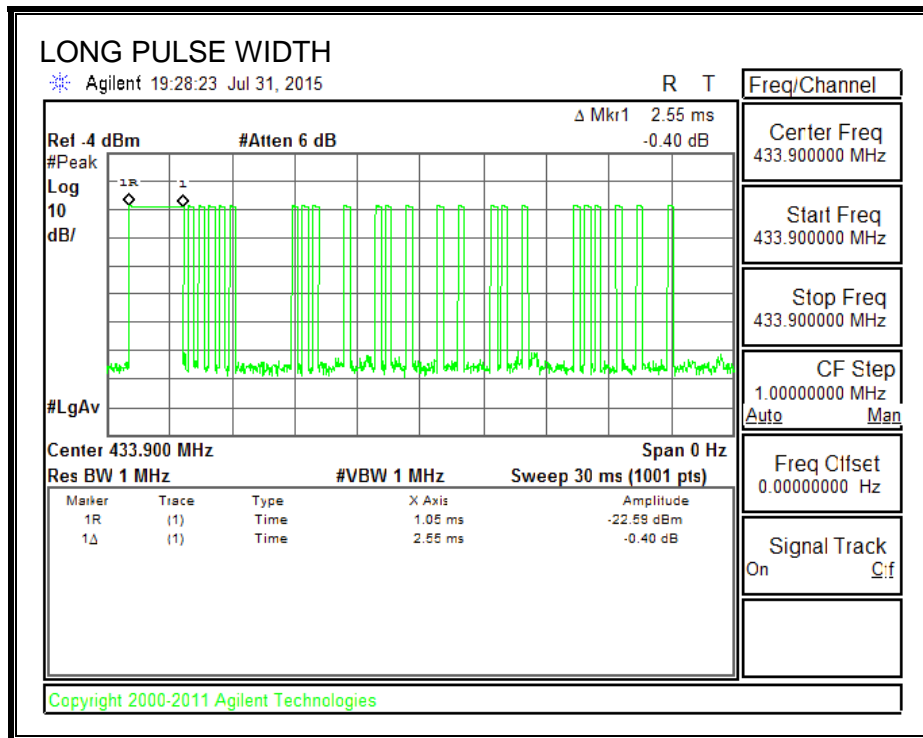 LONG PULSE WIDTH
Agilent 19:28:23 Jul 31, 2015 R T
Δ Mkr1 2.55 ms
Ref -4 dBm #Atten 6 dB -0.40 dB
#Peak
Log
10
dB/
1R 1
#LgAv
Center 433.900 MHz Span 0 Hz
Res BW 1 MHz #VBW 1 MHz Sweep 30 ms (1001 pts)
Marker Trace Type X Axis Amplitude
1R (1) Time 1.05 ms -22.59 dBm
1Δ (1) Time 2.55 ms -0.40 dB
Freq/Channel
Center Freq
433.900000 MHz
Start Freq
433.900000 MHz
Stop Freq
433.900000 MHz
CF Step
1.00000000 MHz
Auto Man
Freq Offset
0.00000000 Hz
Signal Track
On Off
Copyright 2000-2011 Agilent Technologies